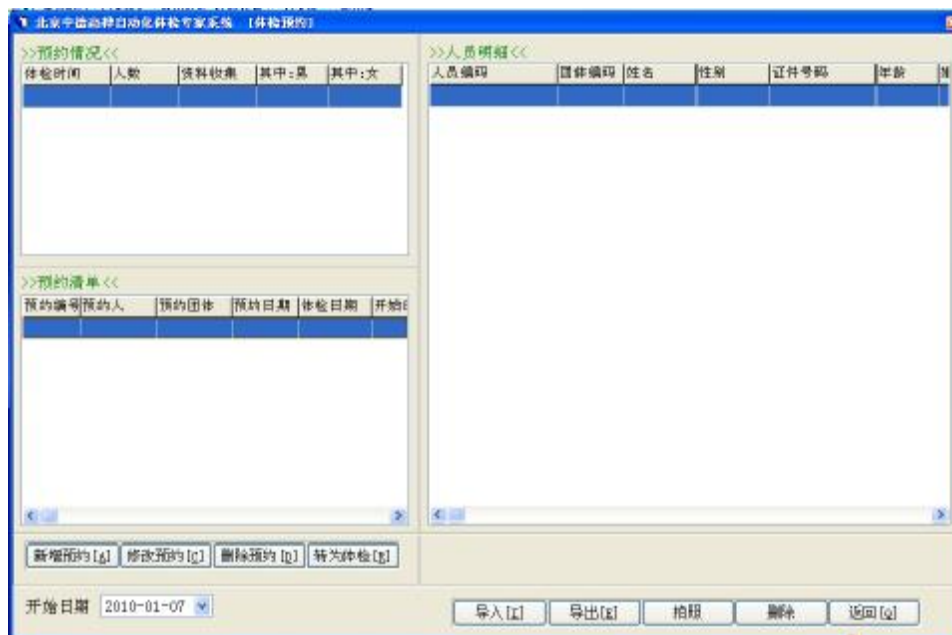 北京中德高粹自动化体检专家系统 [体检预约]
>>预约情况<<
体检时间 人数 资料收集 其中:男 其中:女
>>人员明细<<
人员编码 团体编码 姓名 性别 证件号码 年龄
>>预约清单<<
预约编号 预约人 预约团体 预约日期 体检日期 开始
新增预约[A] 修改预约[C] 删除预约[D] 转为体检[E]
开始日期 2010-01-07
导入[I] 导出[E] 拍照 删除 返回[Q]